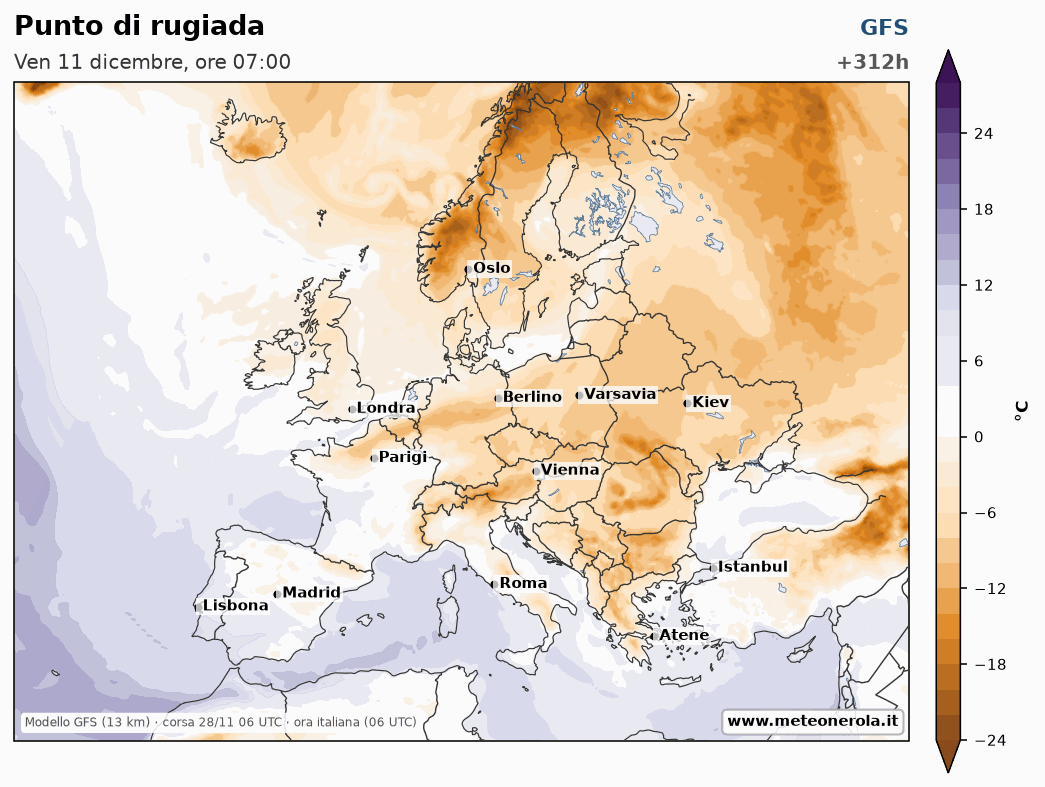 Punto di rugiada
GFS
Ven 11 dicembre, ore 07:00
+312h
24
18
12
6
0
−6
−12
−18
−24
°C
Oslo
Berlino
Varsavia
Kiev
Londra
Parigi
Vienna
Istanbul
Roma
Madrid
Lisbona
Atene
Modello GFS (13 km) · corsa 28/11 06 UTC · ora italiana (06 UTC)
www.meteonerola.it